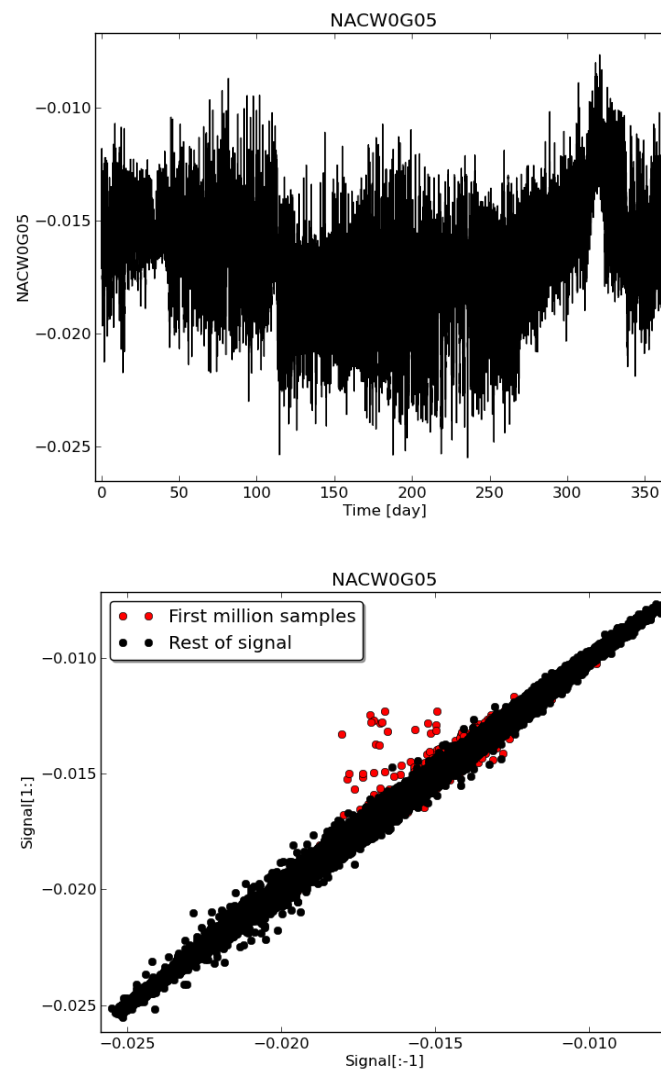 NACW0G05
−0.010
−0.015
−0.020
−0.025
NACW0G05
0 50 100 150 200 250 300 350
Time [day]
NACW0G05
First million samples
Rest of signal
−0.010
−0.015
−0.020
−0.025
Signal[1:]
−0.025 −0.020 −0.015 −0.010
Signal[:-1]